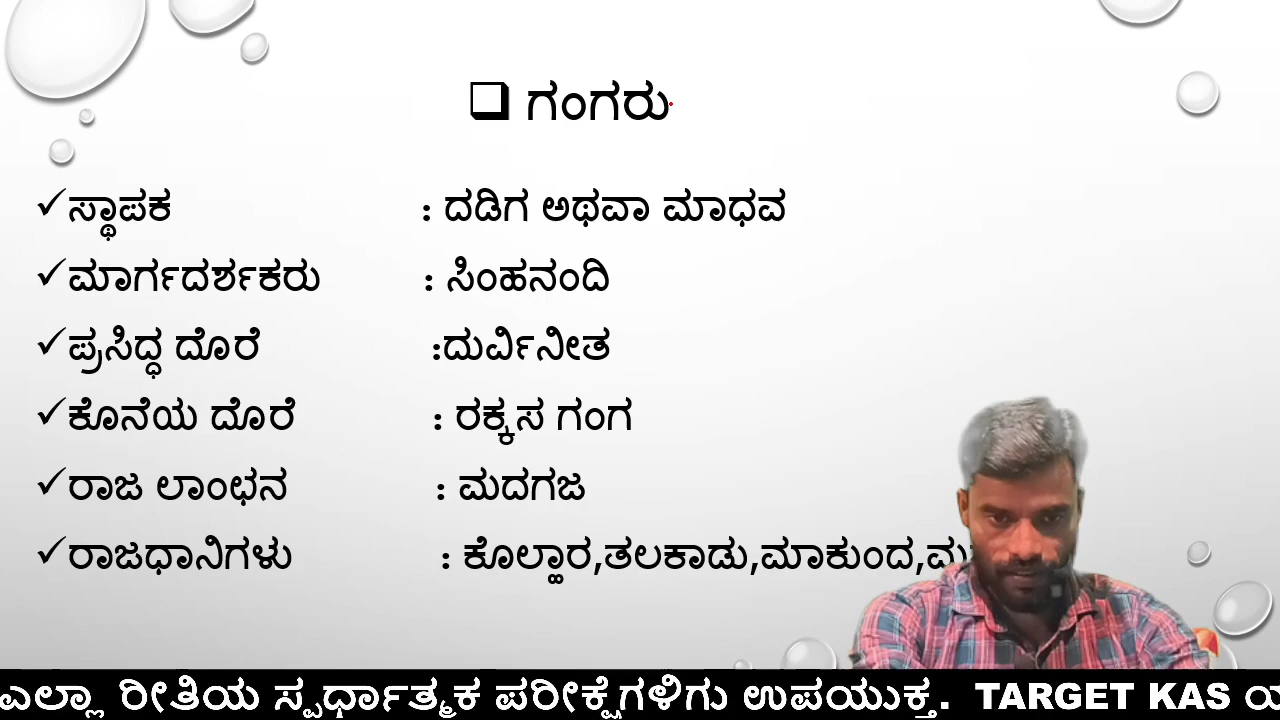 ಗಂಗರು
ಸ್ಥಾಪಕ : ದಡಿಗ ಅಥವಾ ಮಾಧವ
ಮಾರ್ಗದರ್ಶಕರು : ಸಿಂಹನಂದಿ
ಪ್ರಸಿದ್ಧ ದೊರೆ :ದುರ್ವಿನೀತ
ಕೊನೆಯ ದೊರೆ : ರಕ್ಕಸ ಗಂಗ
ರಾಜ ಲಾಂಛನ : ಮದಗಜ
ರಾಜಧಾನಿಗಳು : ಕೊಲ್ಹಾರ,ತಲಕಾಡು,ಮಾಕುಂದ,
ಎಲ್ಲಾ ರೀತಿಯ ಸ್ಪರ್ಧಾತ್ಮಕ ಪರೀಕ್ಷೆಗಳಿಗು ಉಪಯುಕ್ತ. TARGET KAS